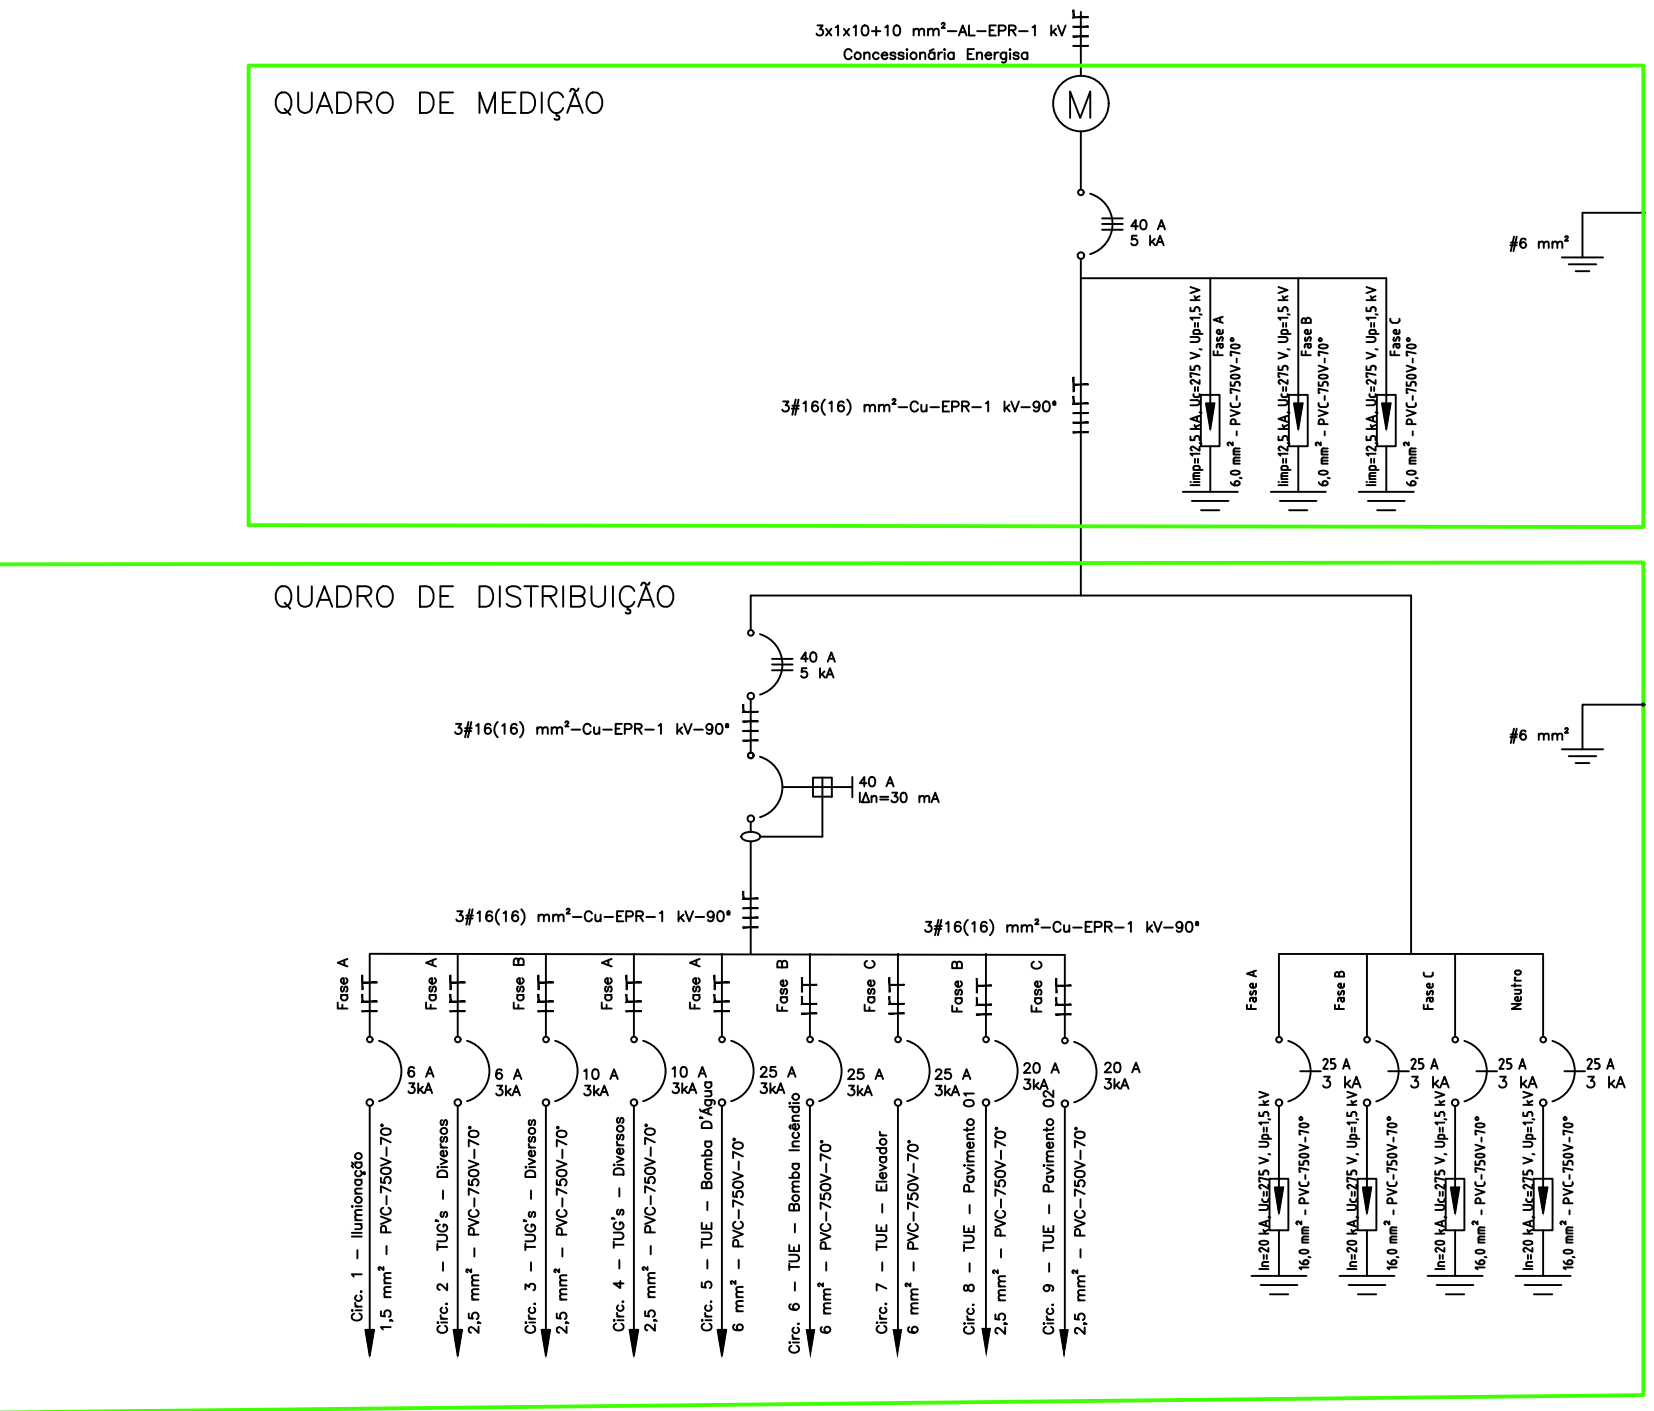 3x1x10+10 mm²-AL-EPR-1 kV
Concessionária Energisa
QUADRO DE MEDIÇÃO
M
40 A
5 kA
#6 mm²
Iimp=12,5 kA, Uc=275 V, Up=1,5 kV
Fase A
6,0 mm² - PVC-750V-70°
Iimp=12,5 kA, Uc=275 V, Up=1,5 kV
Fase B
6,0 mm² - PVC-750V-70°
Iimp=12,5 kA, Uc=275 V, Up=1,5 kV
Fase C
6,0 mm² - PVC-750V-70°
3#16(16) mm²-Cu-EPR-1 kV-90°
QUADRO DE DISTRIBUIÇÃO
40 A
5 kA
3#16(16) mm²-Cu-EPR-1 kV-90°
#6 mm²
40 A
IΔn=30 mA
3#16(16) mm²-Cu-EPR-1 kV-90°
3#16(16) mm²-Cu-EPR-1 kV-90°
Fase A
6 A
3kA
Circ. 1 - Ilumionação
1,5 mm² - PVC-750V-70°
Fase A
6 A
3kA
Circ. 2 - TUG's - Diversos
2,5 mm² - PVC-750V-70°
Fase B
10 A
3kA
Circ. 3 - TUG's - Diversos
2,5 mm² - PVC-750V-70°
Fase A
10 A
3kA
Circ. 4 - TUG's - Diversos
2,5 mm² - PVC-750V-70°
Fase A
25 A
3kA
Circ. 5 - TUE - Bomba D'Água
6 mm² - PVC-750V-70°
Fase B
25 A
3kA
Circ. 6 - TUE - Bomba Incêndio
6 mm² - PVC-750V-70°
Fase C
25 A
3kA
Circ. 7 - TUE - Elevador
6 mm² - PVC-750V-70°
Fase B
20 A
3kA
Circ. 8 - TUE - Pavimento 01
2,5 mm² - PVC-750V-70°
Fase C
20 A
3kA
Circ. 9 - TUE - Pavimento 02
2,5 mm² - PVC-750V-70°
Fase A
25 A
3 kA
In=20 kA, Uc=275 V, Up=1,5 kV
16,0 mm² - PVC-750V-70°
Fase B
25 A
3 kA
In=20 kA, Uc=275 V, Up=1,5 kV
16,0 mm² - PVC-750V-70°
Fase C
25 A
3 kA
In=20 kA, Uc=275 V, Up=1,5 kV
16,0 mm² - PVC-750V-70°
Neutro
25 A
3 kA
In=20 kA, Uc=275 V, Up=1,5 kV
16,0 mm² - PVC-750V-70°